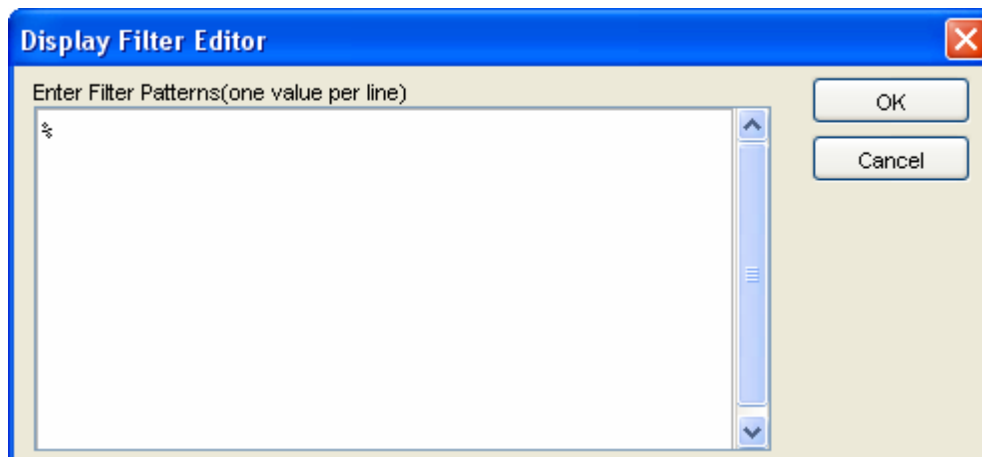 Display Filter Editor
Enter Filter Patterns(one value per line)
%
OK
Cancel